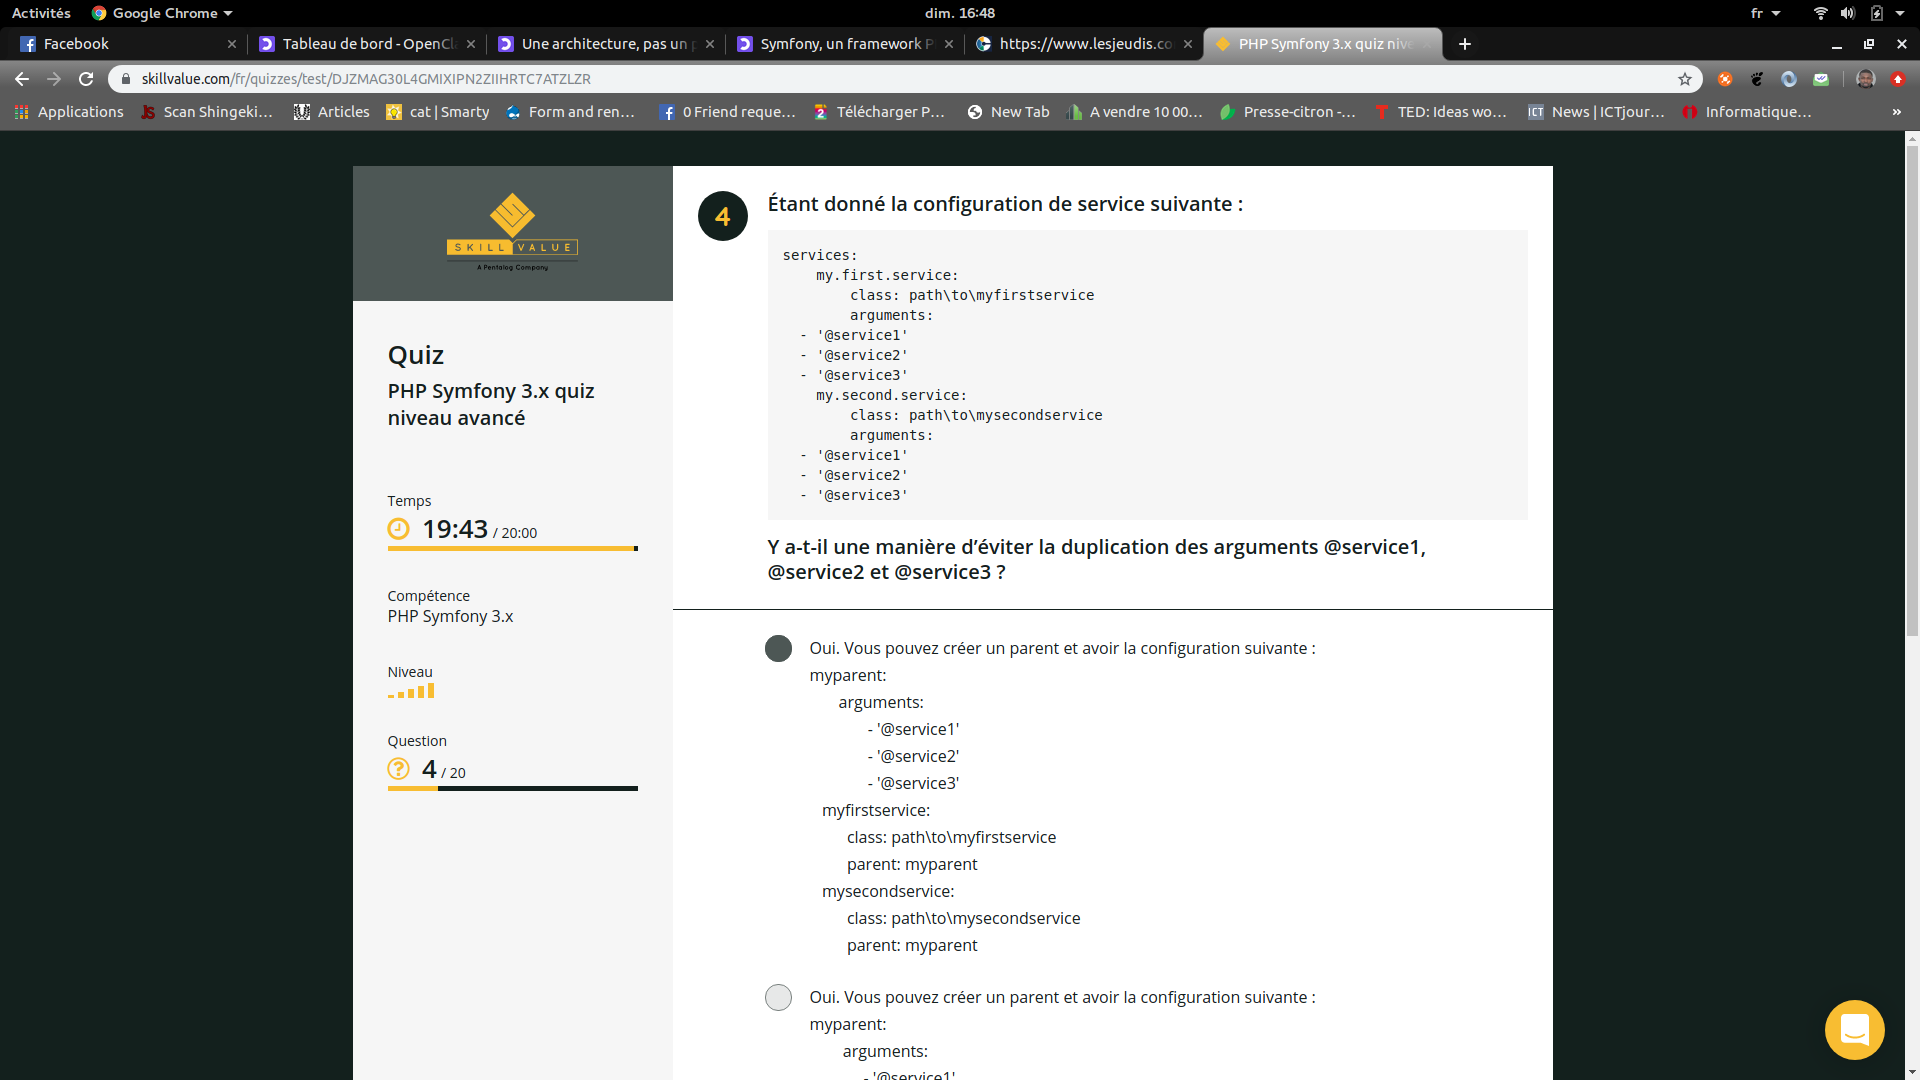 Activités
Google Chrome
dim. 16:48
fr
Facebook
Tableau de bord - OpenCl
Une architecture, pas un p
Symfony, un framework P
https://www.lesjeudis.co
PHP Symfony 3.x quiz nive
skillvalue.com/fr/quizzes/test/DJZMAG30L4GMIXIPN2ZIIHRTC7ATZLZR
Applications
Scan Shingeki...
Articles
cat | Smarty
Form and ren...
0 Friend reque...
Télécharger P...
New Tab
A vendre 10 00...
Presse-citron -...
TED: Ideas wo...
ICT
News | ICTjour...
Informatique...
»
SKILL VALUE
A Pentalog Company
Quiz
PHP Symfony 3.x quiz
niveau avancé
Temps
19:43 / 20:00
Compétence
PHP Symfony 3.x
Niveau
Question
4 / 20
4
Étant donné la configuration de service suivante :
services:
my.first.service:
class: path\to\myfirstservice
arguments:
- '@service1'
- '@service2'
- '@service3'
my.second.service:
class: path\to\mysecondservice
arguments:
- '@service1'
- '@service2'
- '@service3'
Y a-t-il une manière d’éviter la duplication des arguments @service1,
@service2 et @service3 ?
Oui. Vous pouvez créer un parent et avoir la configuration suivante :
myparent:
arguments:
- '@service1'
- '@service2'
- '@service3'
myfirstservice:
class: path\to\myfirstservice
parent: myparent
mysecondservice:
class: path\to\mysecondservice
parent: myparent
Oui. Vous pouvez créer un parent et avoir la configuration suivante :
myparent:
arguments:
- '@service1'